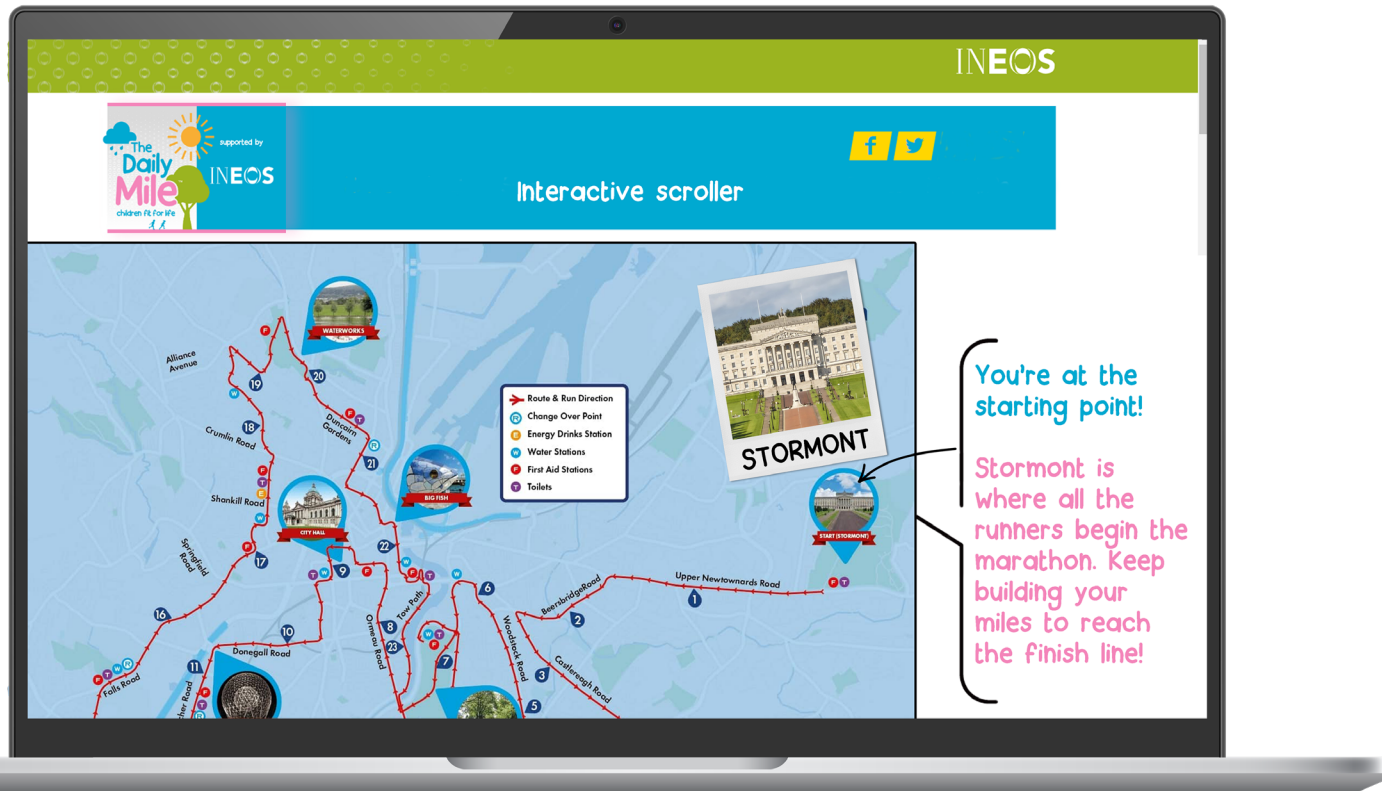 INEOS
The
Daily
Mile
children fit for life
supported by
INEOS
f
Interactive scroller
WATERWORKS
STORMONT
Alliance
Avenue
F
20
19
W
18
Crumlin Road
Duncairn
Gardens
F
T
R
21
Route & Run Direction
R Change Over Point
E Energy Drinks Station
W Water Stations
F First Aid Stations
T Toilets
BIG FISH
CITY HALL
START (STORMONT)
F
T
E
Shankill Road
W
F
17
Springfield
Road
22
T
W
9
F
W
F
T
W
6
Upper Newtownards Road
1
F
T
BeersbridgeRoad
2
16
10
Donegall Road
11
Ormeau Road
8
23
Tow Path
W
T
F
7
Woodstock Road
3
Castlereagh Road
5
F
T
W
R
Falls Road
cher Road
F
T
R
You're at the
starting point!
Stormont is
where all the
runners begin the
marathon. Keep
building your
miles to reach
the finish line!